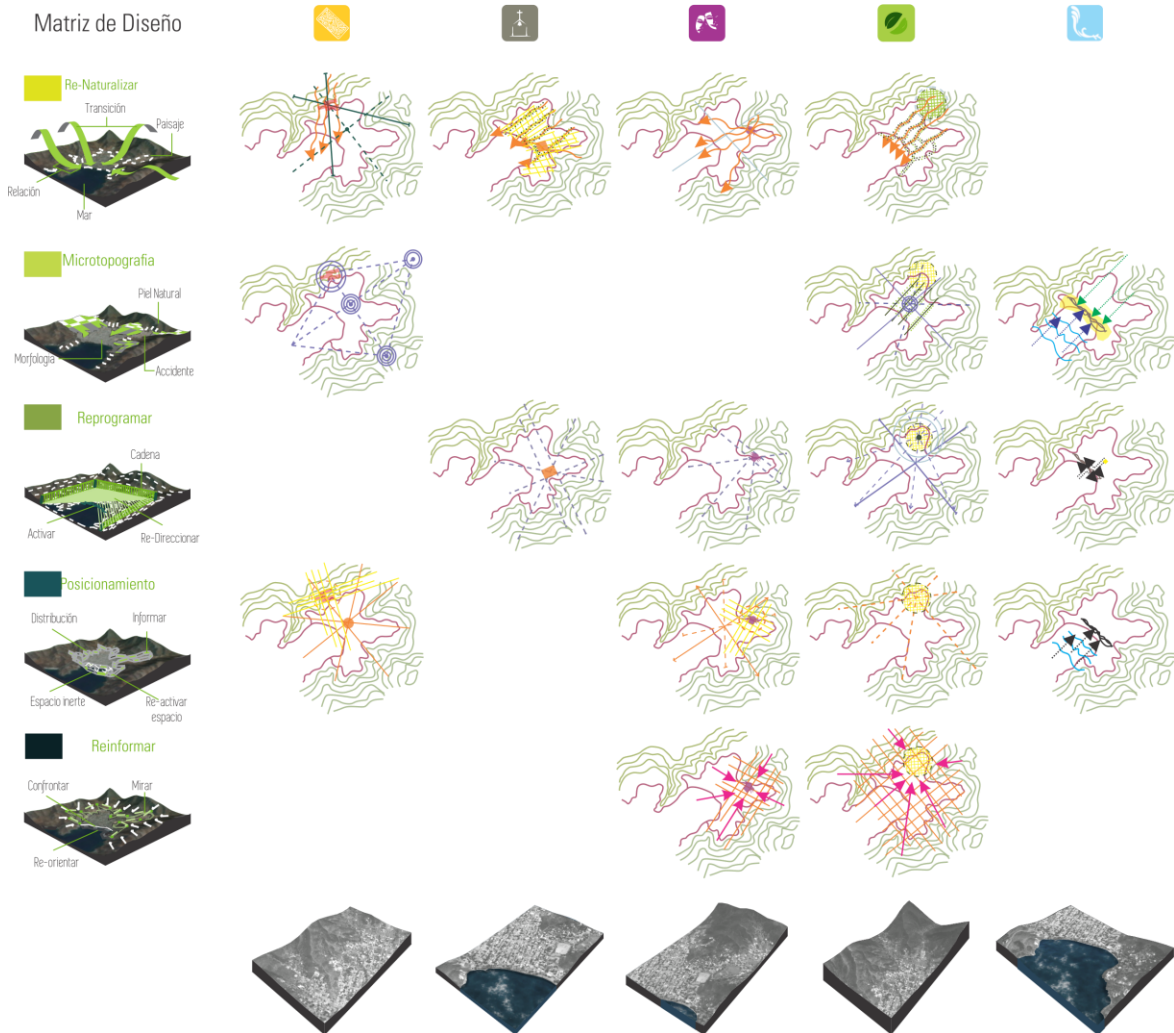 Matriz de Diseño
Re-Naturalizar
Transición
Paisaje
Relación
Mar
Microtopografia
Piel Natural
Morfologia
Accidente
Reprogramar
Cadena
Activar
Re-Direccionar
Posicionamiento
Distribución
Informar
Espacio inerte
Re-activar
espacio
Reinformar
Confrontar
Mirar
Re-orientar